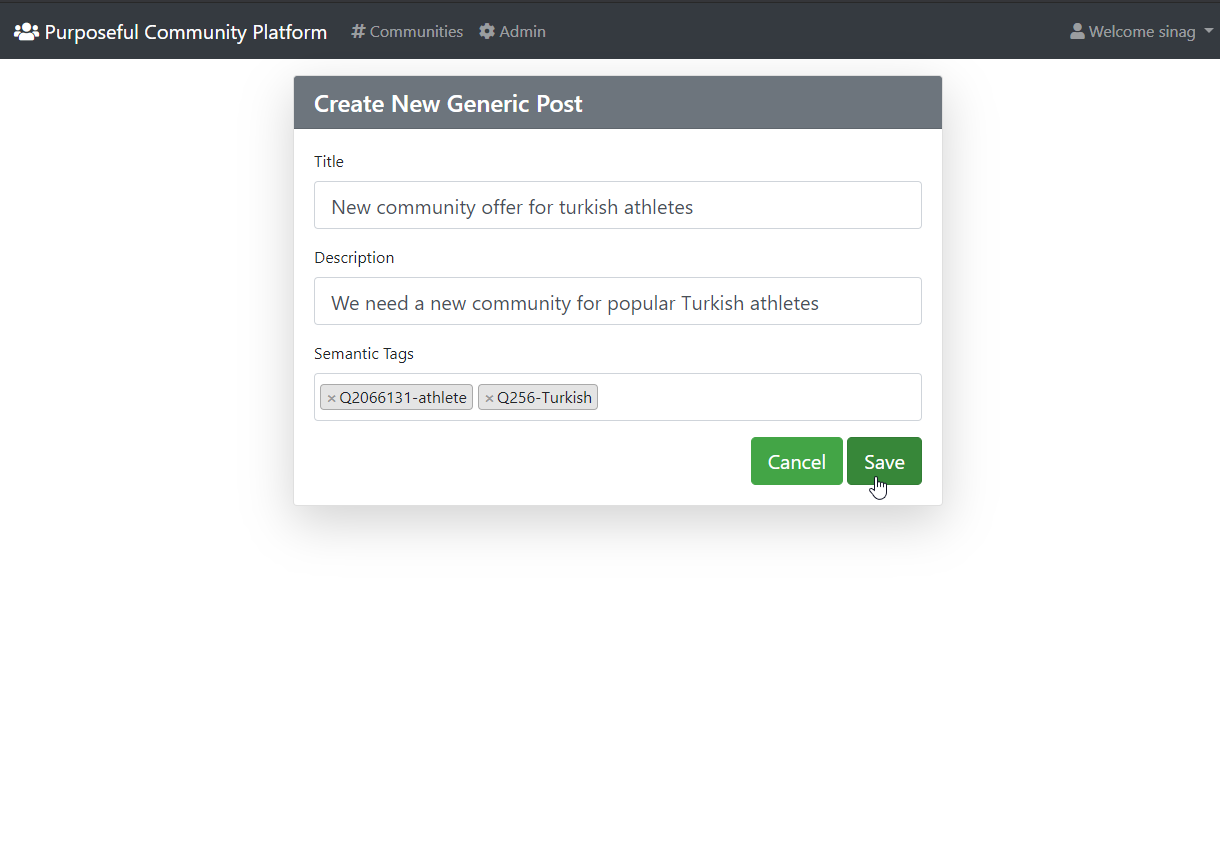 Purposeful Community Platform # Communities Admin Welcome sinag
Create New Generic Post
Title
New community offer for turkish athletes
Description
We need a new community for popular Turkish athletes
Semantic Tags
×Q2066131-athlete ×Q256-Turkish
Cancel Save